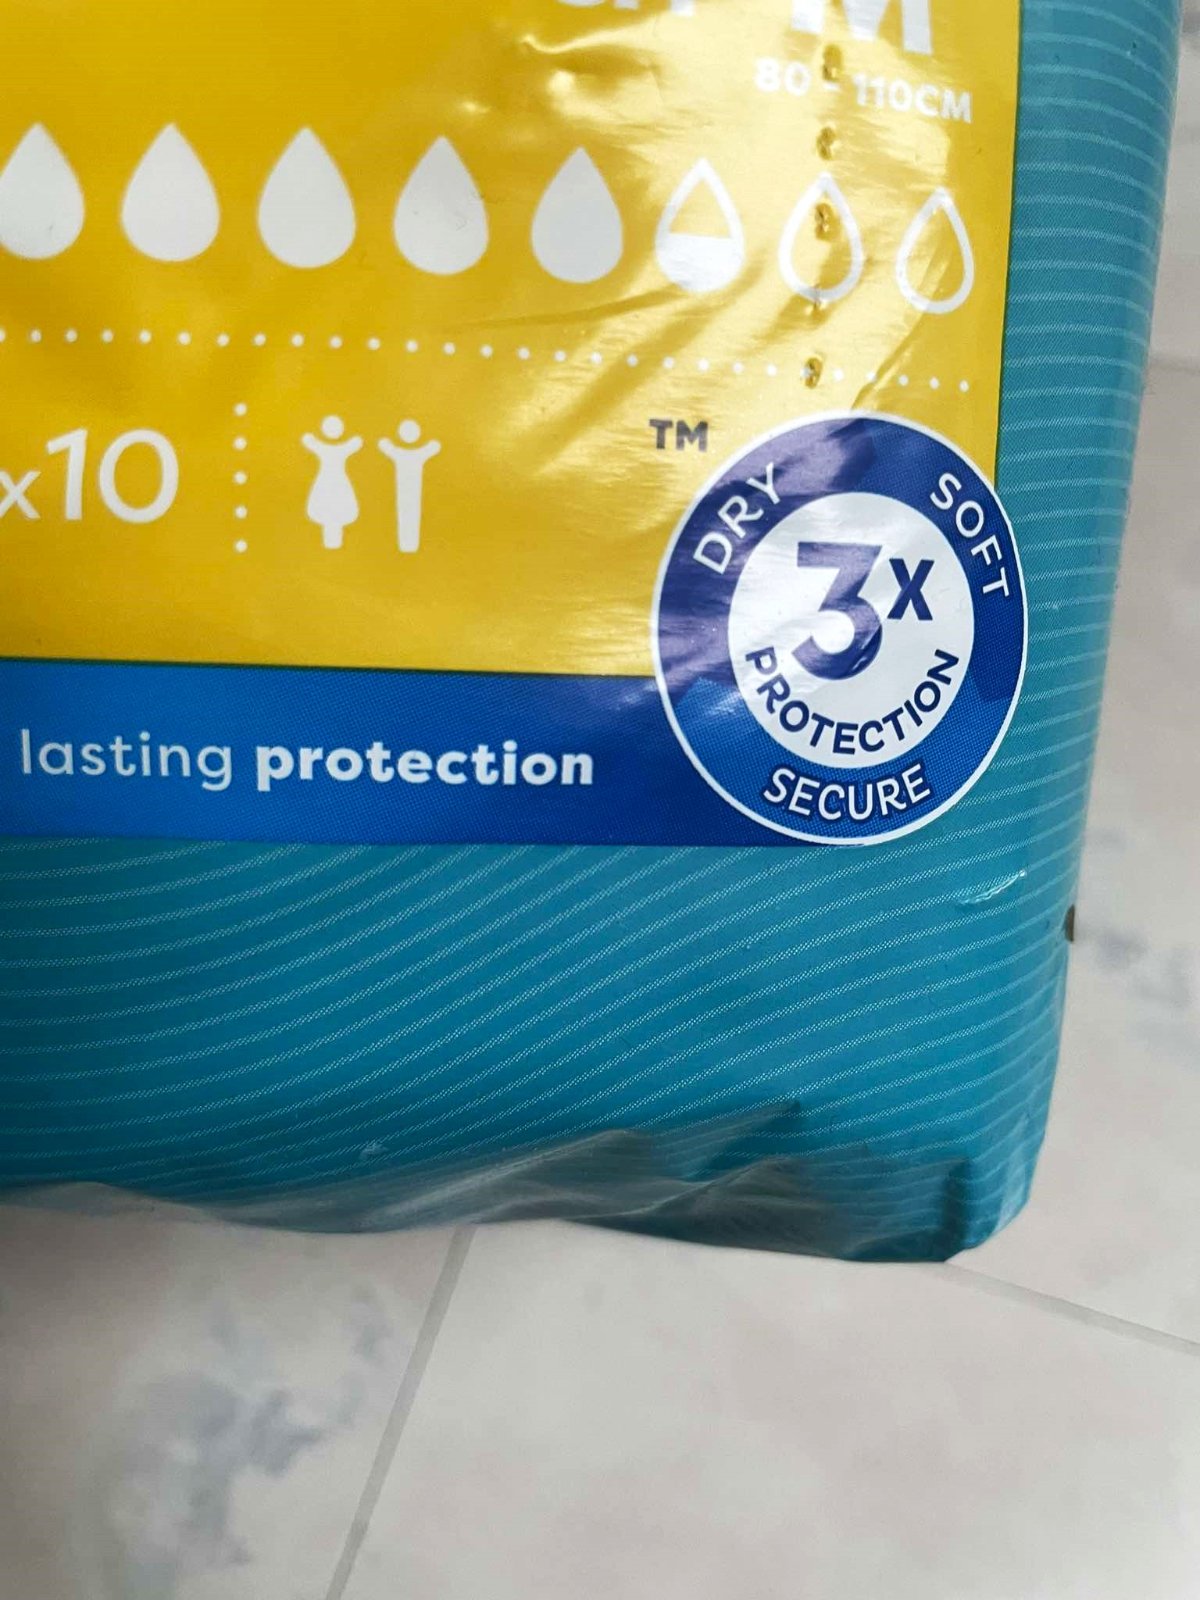 M
80 - 110CM
x10
TM
DRY
SOFT
3x
PROTECTION
SECURE
lasting protection